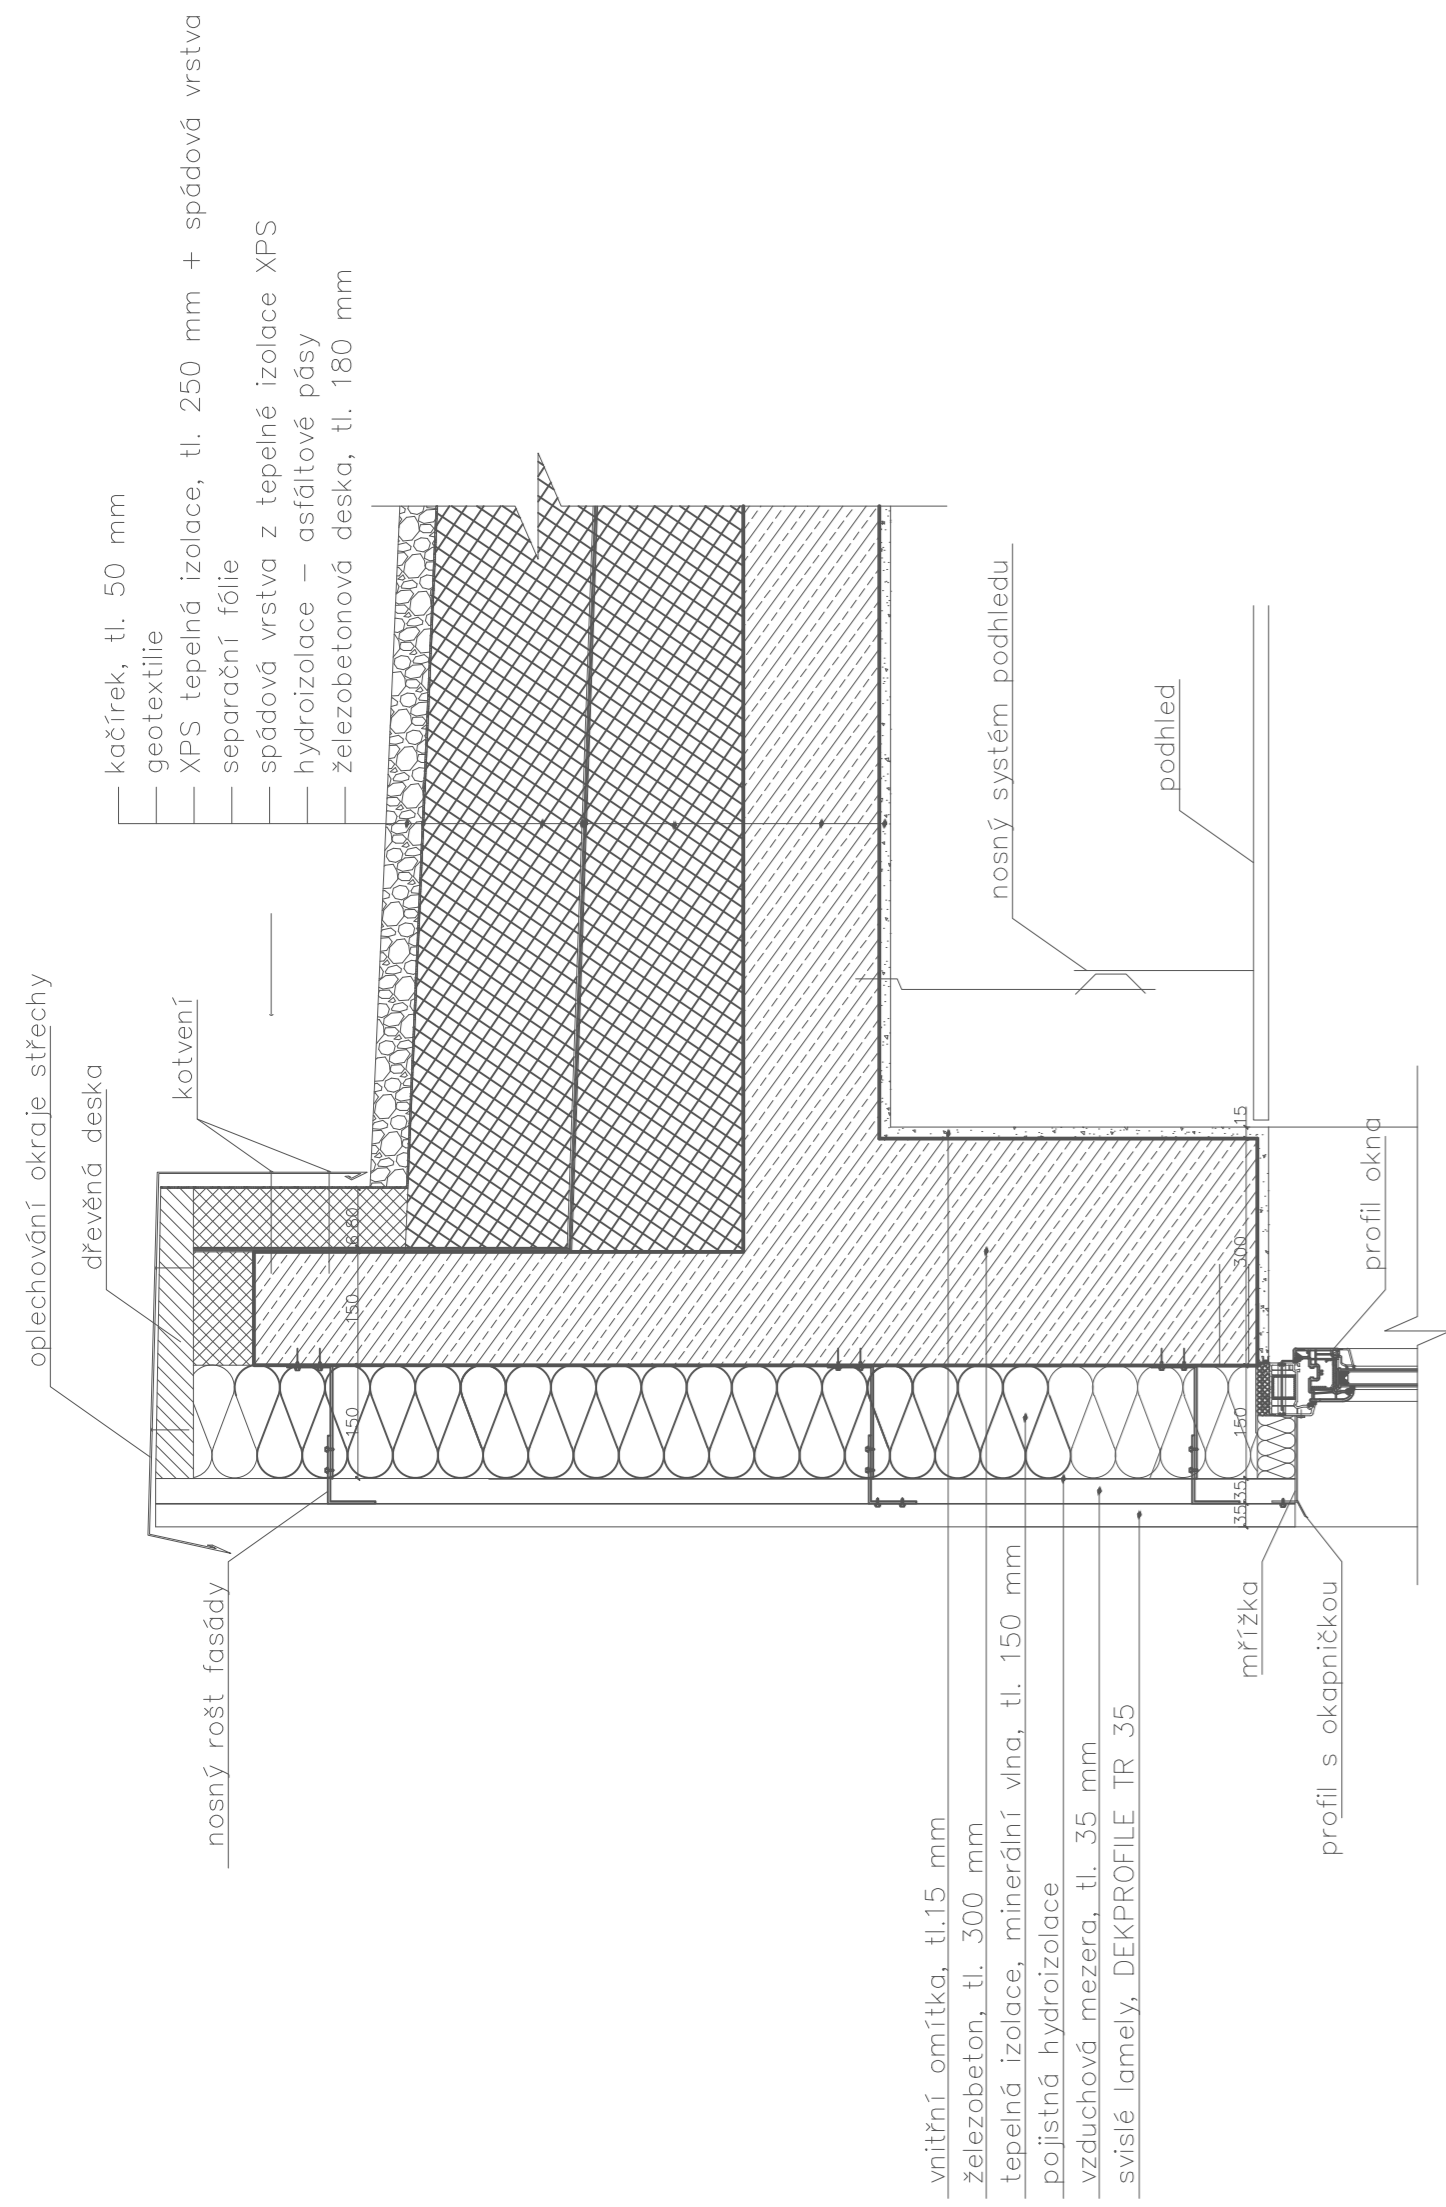 oplechování okraje střechy
dřevěná deska
kotvení
kačírek, tl. 50 mm
geotextilie
XPS tepelná izolace, tl. 250 mm + spádová vrstva
separační fólie
spádová vrstva z tepelné izolace XPS
hydroizolace – asfáltové pásy
železobetonová deska, tl. 180 mm
nosný rošt fasády
150
150
680
nosný systém podhledu
podhled
profil okna
35
35
150
300
15
vnitřní omítka, tl.15 mm
železobeton, tl. 300 mm
tepelná izolace, minerální vlna, tl. 150 mm
pojistná hydroizolace
vzduchová mezera, tl. 35 mm
svislé lamely, DEKPROFILE TR 35
mřížka
profil s okapničkou